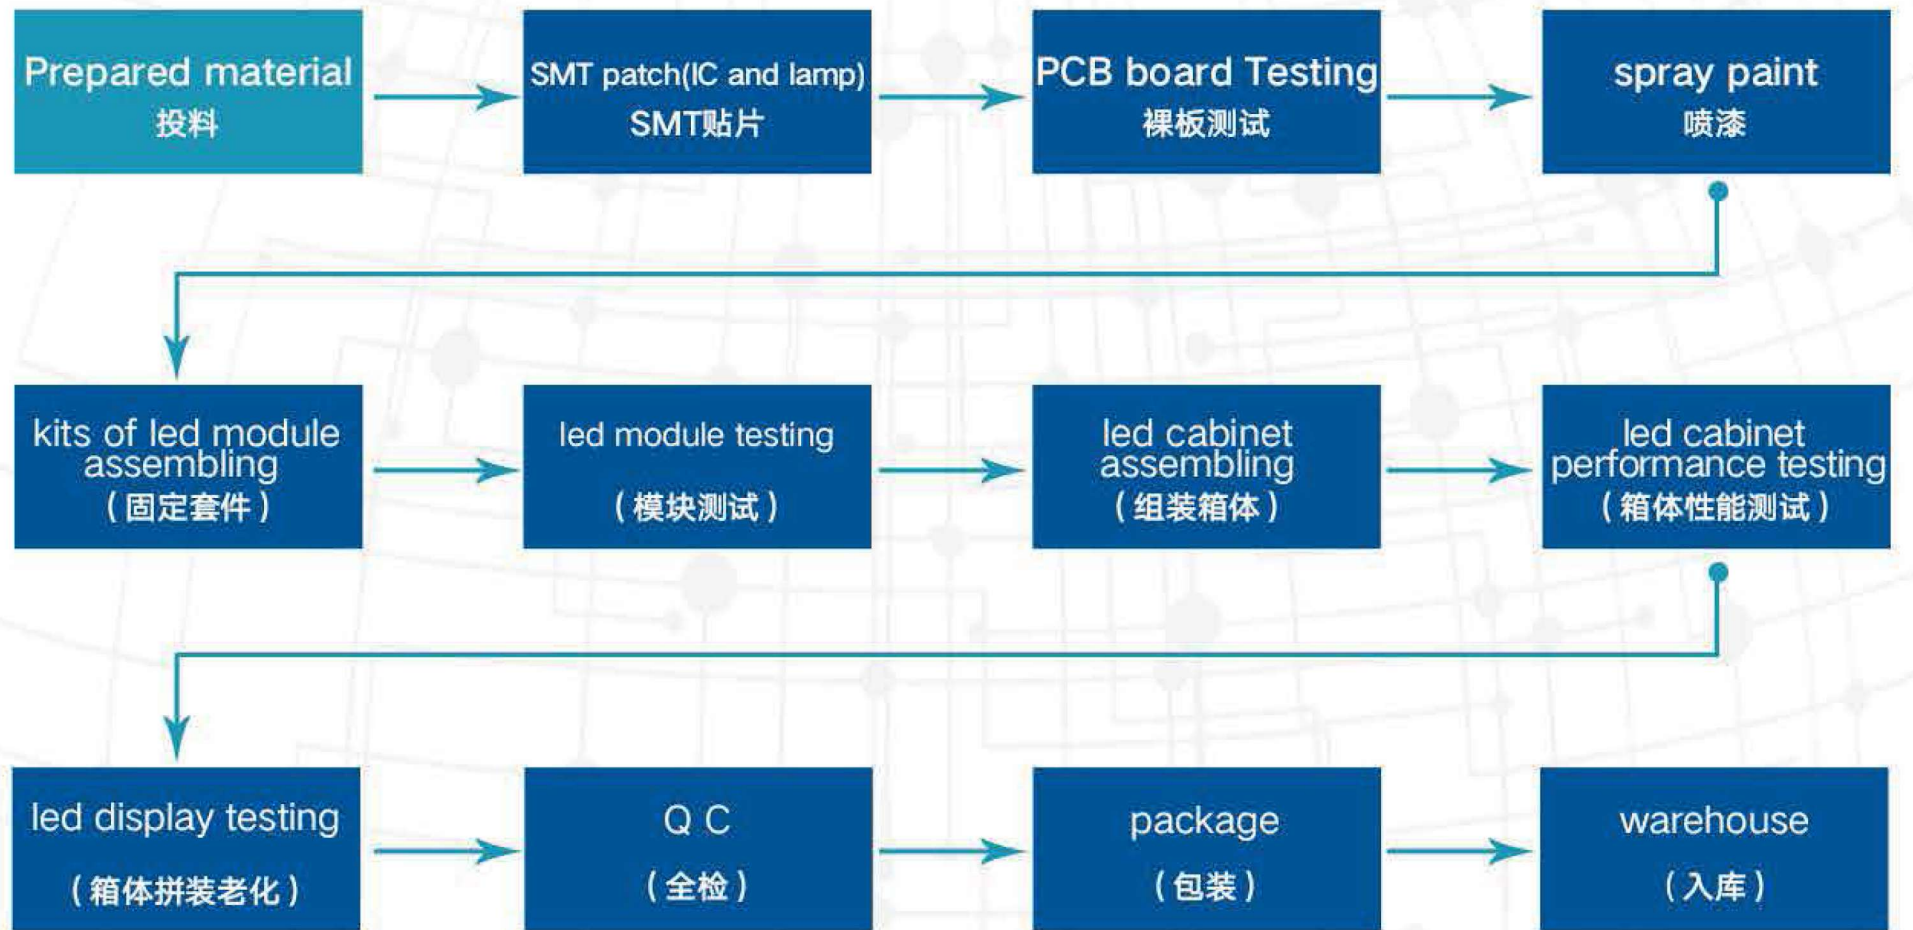 Prepared material
投料
SMT patch(IC and lamp)
SMT贴片
PCB board Testing
裸板测试
spray paint
喷漆
kits of led module
assembling
（固定套件）
led module testing
（模块测试）
led cabinet
assembling
（组装箱体）
led cabinet
performance testing
（箱体性能测试）
led display testing
（箱体拼装老化）
Q C
（全检）
package
（包装）
warehouse
（入库）